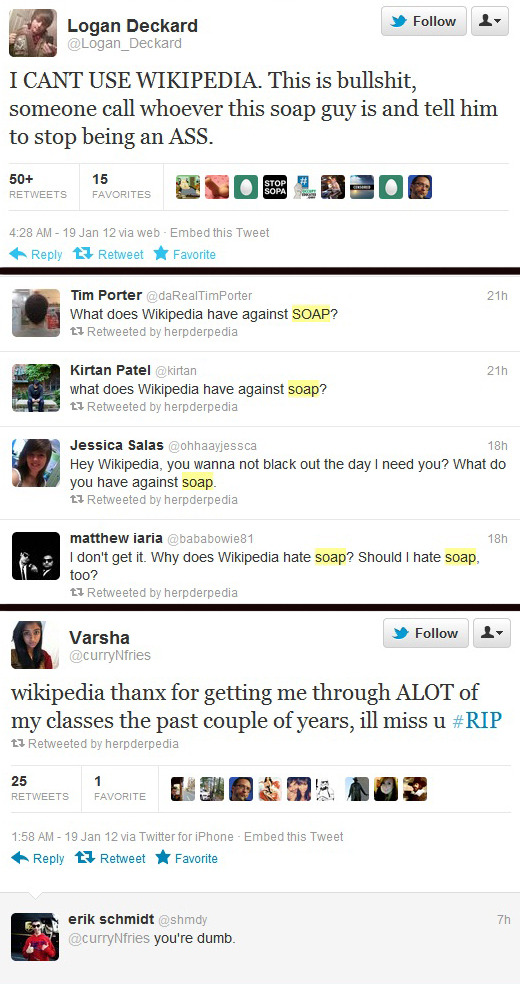 Logan Deckard
@Logan_Deckard
Follow
I CANT USE WIKIPEDIA. This is bullshit,
someone call whoever this soap guy is and tell him
to stop being an ASS.
50+ 15
RETWEETS FAVORITES
STOP
SOPA
CENSORED
4:28 AM - 19 Jan 12 via web · Embed this Tweet
Reply Retweet Favorite
Tim Porter @daRealTimPorter 21h
What does Wikipedia have against SOAP?
Retweeted by herpderpedia
Kirtan Patel @kirtan 21h
what does Wikipedia have against soap?
Retweeted by herpderpedia
Jessica Salas @ohhaayjessca 18h
Hey Wikipedia, you wanna not black out the day I need you? What do
you have against soap.
Retweeted by herpderpedia
matthew iaria @bababowie81 18h
I don't get it. Why does Wikipedia hate soap? Should I hate soap,
too?
Retweeted by herpderpedia
Varsha
@curryNfries
Follow
wikipedia thanx for getting me through ALOT of
my classes the past couple of years, ill miss u #RIP
Retweeted by herpderpedia
25 1
RETWEETS FAVORITE
1:58 AM - 19 Jan 12 via Twitter for iPhone · Embed this Tweet
Reply Retweet Favorite
erik schmidt @shmdy 7h
@curryNfries you're dumb.